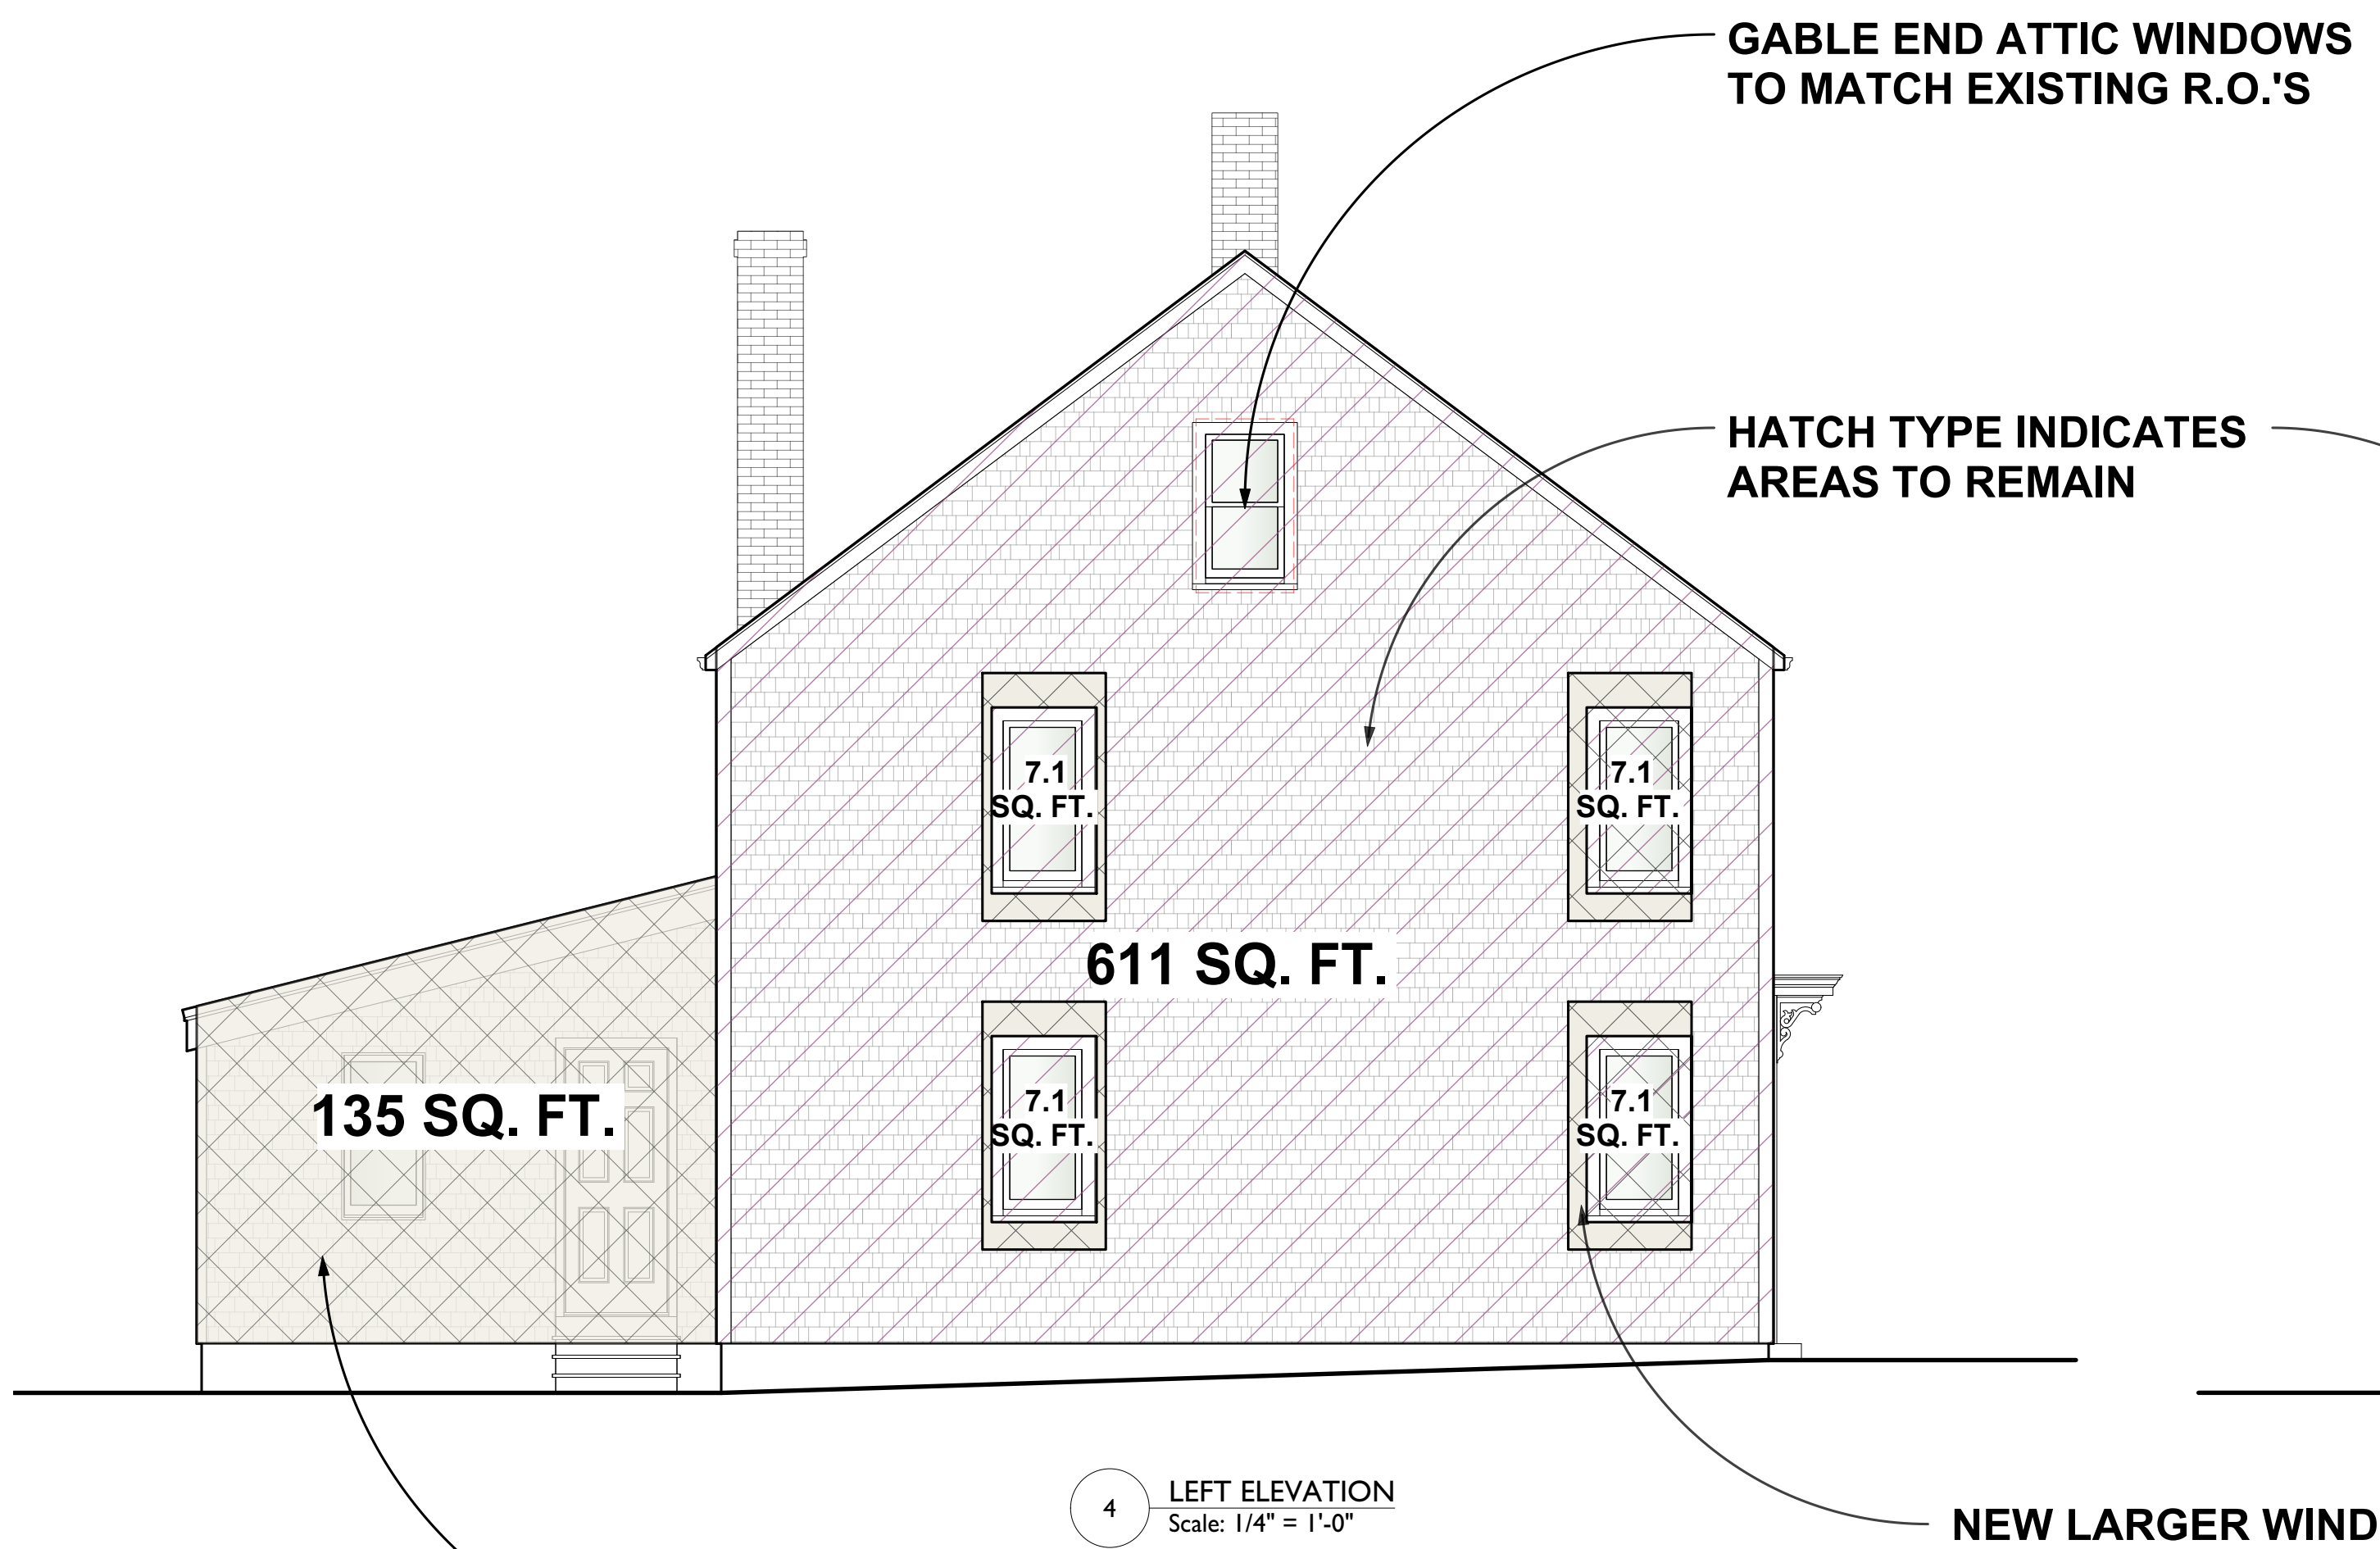 GABLE END ATTIC WINDOWS
TO MATCH EXISTING R.O.'S
HATCH TYPE INDICATES
AREAS TO REMAIN
7.1
SQ. FT.
7.1
SQ. FT.
611 SQ. FT.
7.1
SQ. FT.
7.1
SQ. FT.
135 SQ. FT.
4
LEFT ELEVATION
Scale: 1/4" = 1'-0"
NEW LARGER WIND